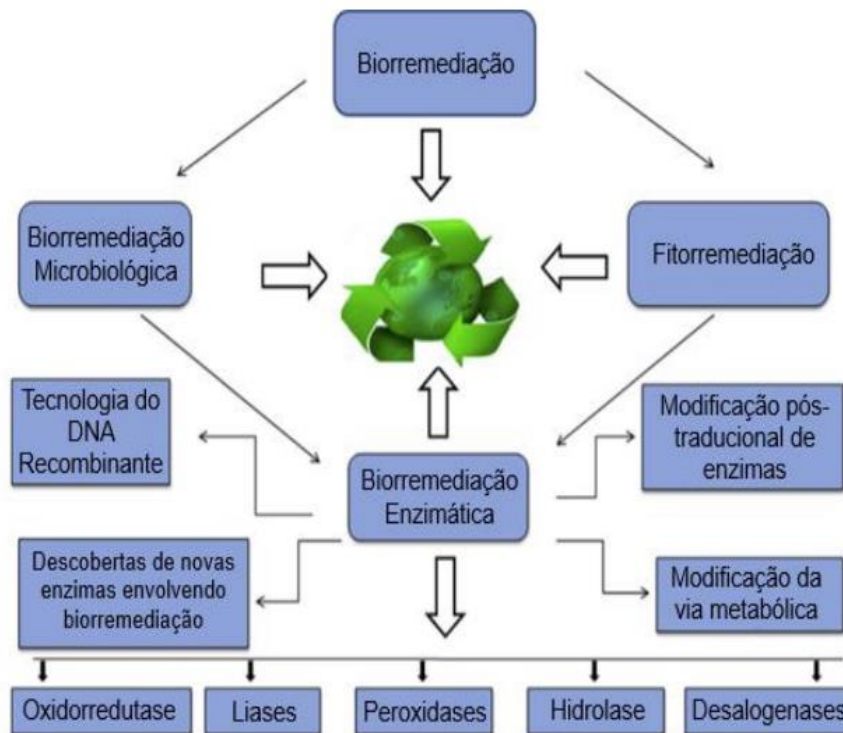 Biorremediação
Biorremediação
Microbiológica
Fitorremediação
Tecnologia do
DNA
Recombinante
Biorremediação
Enzimática
Modificação pós-
traducional de
enzimas
Descobertas de novas
enzimas envolvendo
biorremediação
Modificação da
via metabólica
Oxidorredutase
Liases
Peroxidases
Hidrolase
Desalogenases